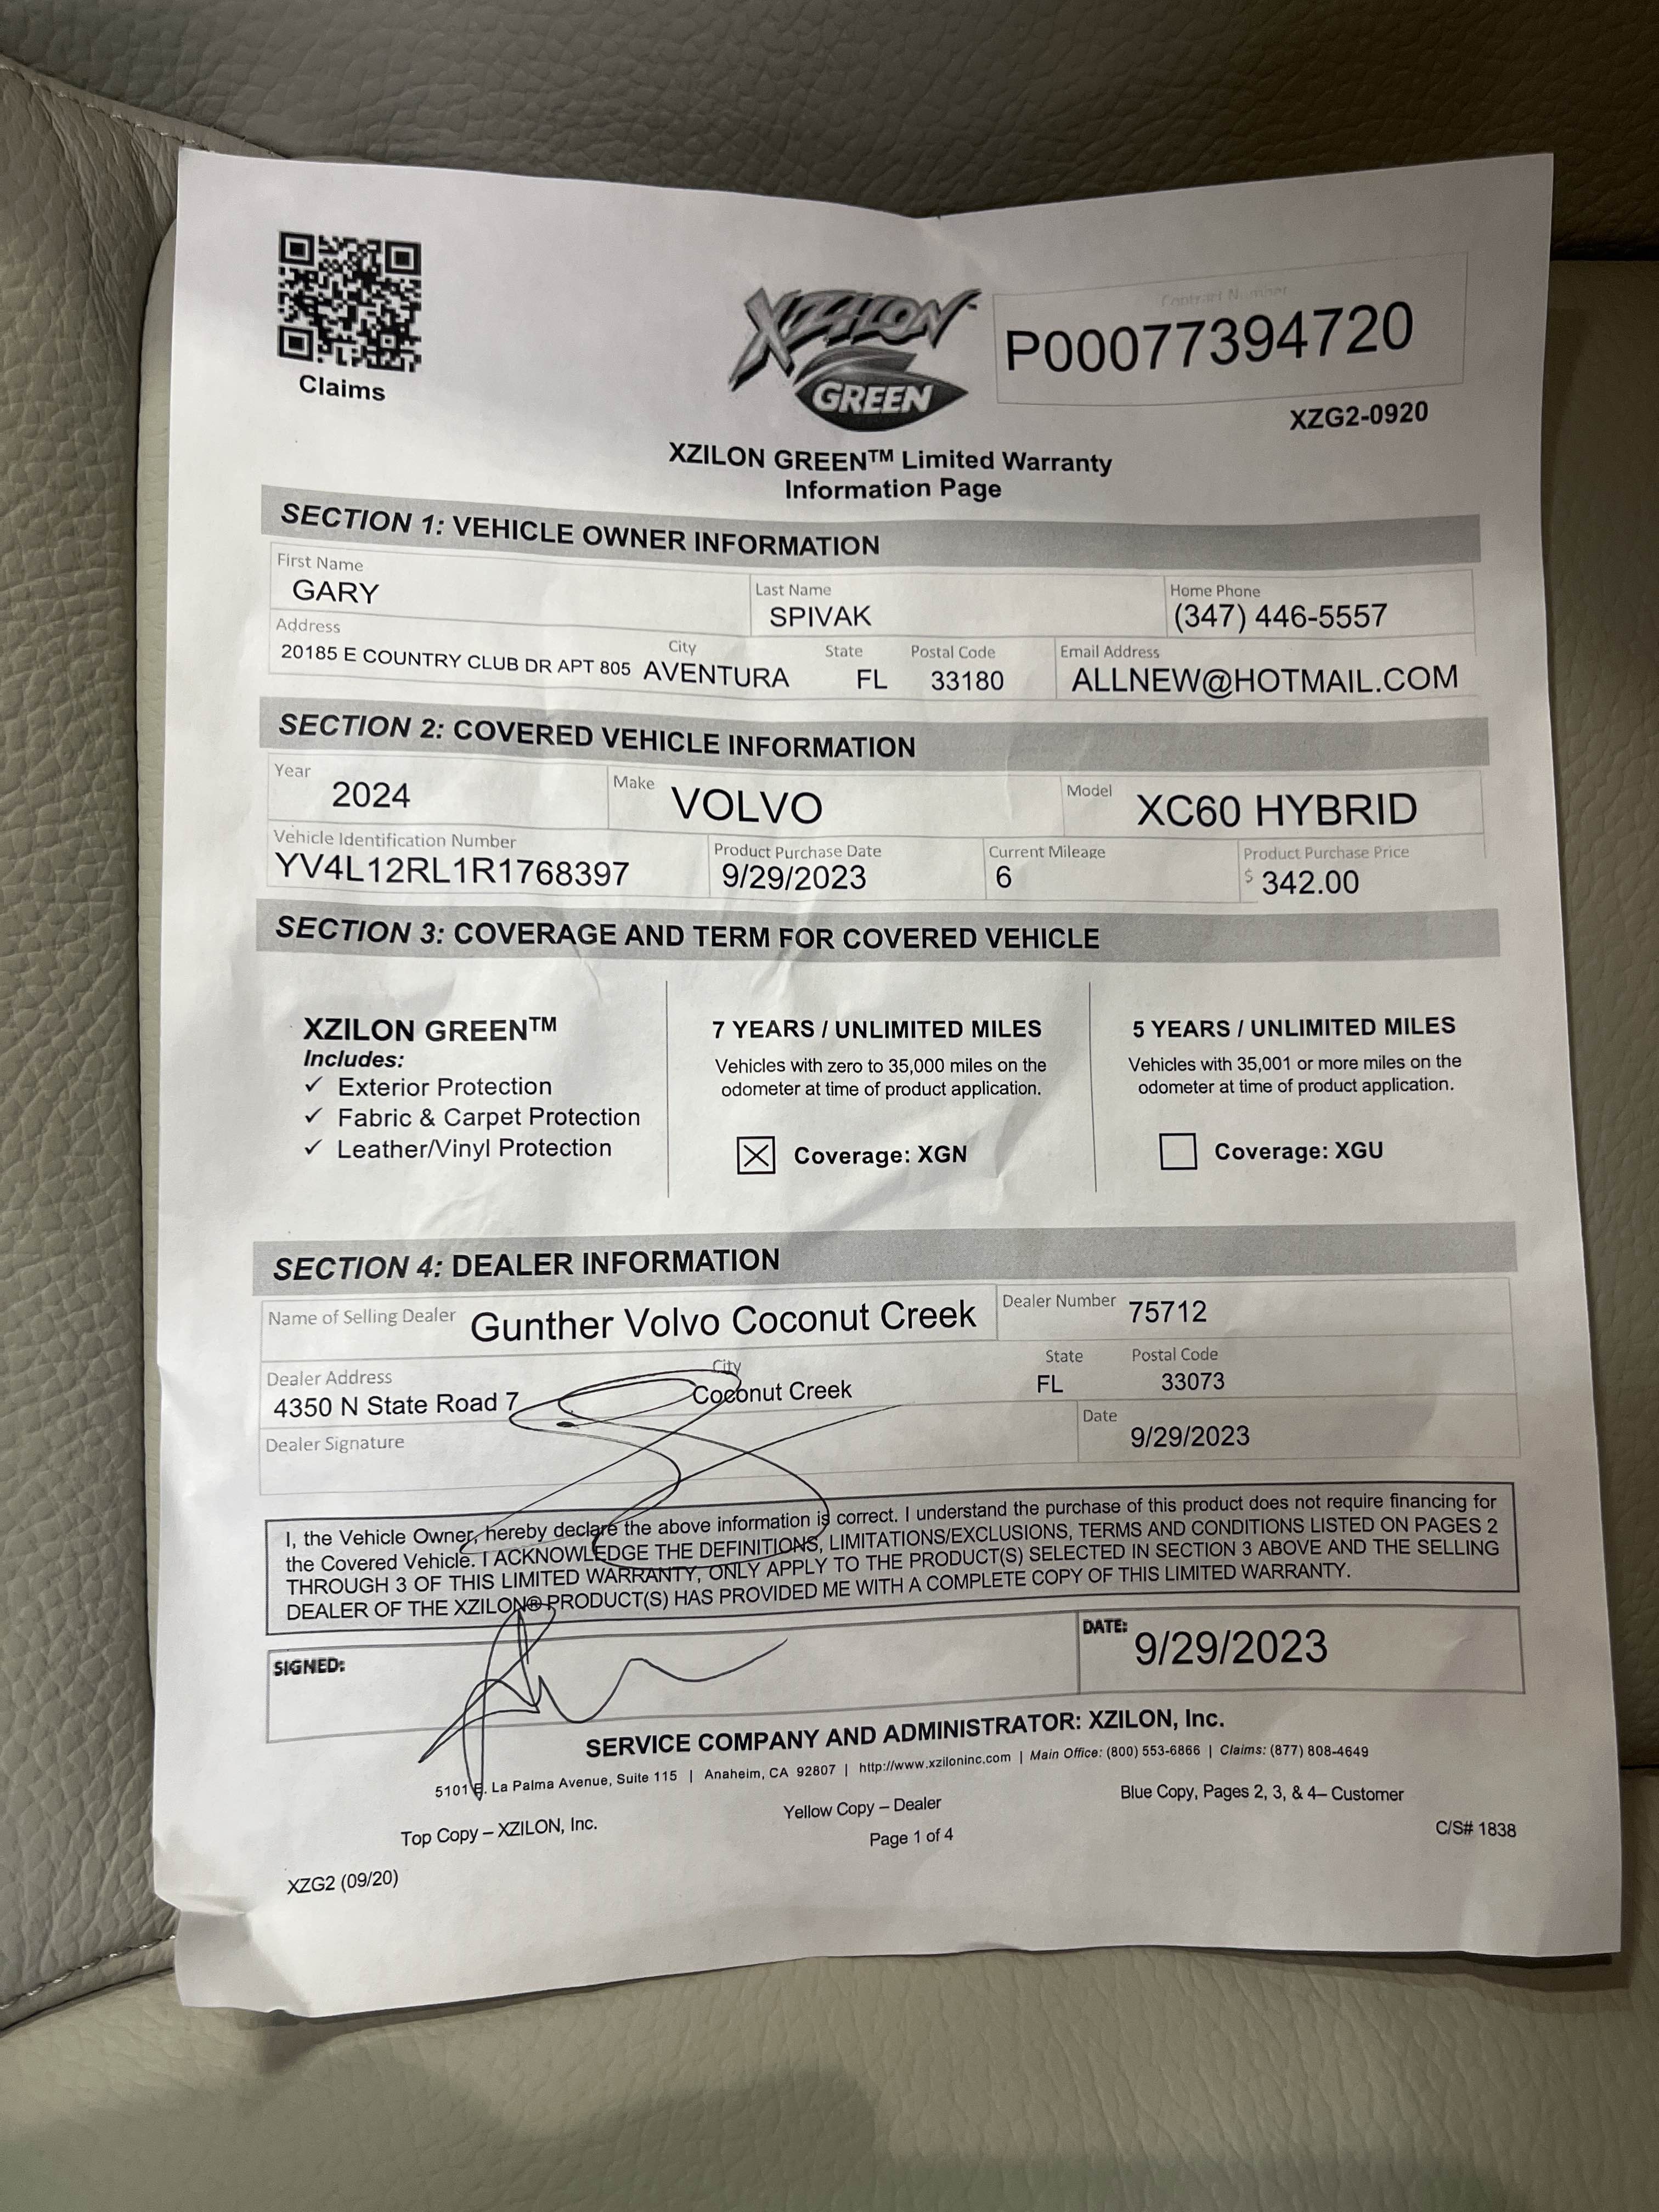 Claims
XZILON™
GREEN
Contract Number
P00077394720
XZG2-0920
XZILON GREEN™ Limited Warranty
Information Page
SECTION 1: VEHICLE OWNER INFORMATION
First Name
GARY
Last Name
SPIVAK
Home Phone
(347) 446-5557
Address
20185 E COUNTRY CLUB DR APT 805
City
AVENTURA
State
FL
Postal Code
33180
Email Address
ALLNEW@HOTMAIL.COM
SECTION 2: COVERED VEHICLE INFORMATION
Year
2024
Make
VOLVO
Model
XC60 HYBRID
Vehicle Identification Number
YV4L12RL1R1768397
Product Purchase Date
9/29/2023
Current Mileage
6
Product Purchase Price
$ 342.00
SECTION 3: COVERAGE AND TERM FOR COVERED VEHICLE
XZILON GREEN™
Includes:
✓ Exterior Protection
✓ Fabric & Carpet Protection
✓ Leather/Vinyl Protection
7 YEARS / UNLIMITED MILES
Vehicles with zero to 35,000 miles on the
odometer at time of product application.
☒ Coverage: XGN
5 YEARS / UNLIMITED MILES
Vehicles with 35,001 or more miles on the
odometer at time of product application.
☐ Coverage: XGU
SECTION 4: DEALER INFORMATION
Name of Selling Dealer
Gunther Volvo Coconut Creek
Dealer Number
75712
Dealer Address
4350 N State Road 7
City
Coconut Creek
State
FL
Postal Code
33073
Dealer Signature
Date
9/29/2023
I, the Vehicle Owner, hereby declare the above information is correct. I understand the purchase of this product does not require financing for
the Covered Vehicle. I ACKNOWLEDGE THE DEFINITIONS, LIMITATIONS/EXCLUSIONS, TERMS AND CONDITIONS LISTED ON PAGES 2
THROUGH 3 OF THIS LIMITED WARRANTY, ONLY APPLY TO THE PRODUCT(S) SELECTED IN SECTION 3 ABOVE AND THE SELLING
DEALER OF THE XZILON® PRODUCT(S) HAS PROVIDED ME WITH A COMPLETE COPY OF THIS LIMITED WARRANTY.
SIGNED:
DATE:
9/29/2023
SERVICE COMPANY AND ADMINISTRATOR: XZILON, Inc.
5101 E. La Palma Avenue, Suite 115 | Anaheim, CA 92807 | http://www.xziloninc.com | Main Office: (800) 553-6866 | Claims: (877) 808-4649
Top Copy – XZILON, Inc.
Yellow Copy – Dealer
Blue Copy, Pages 2, 3, & 4– Customer
Page 1 of 4
C/S# 1838
XZG2 (09/20)